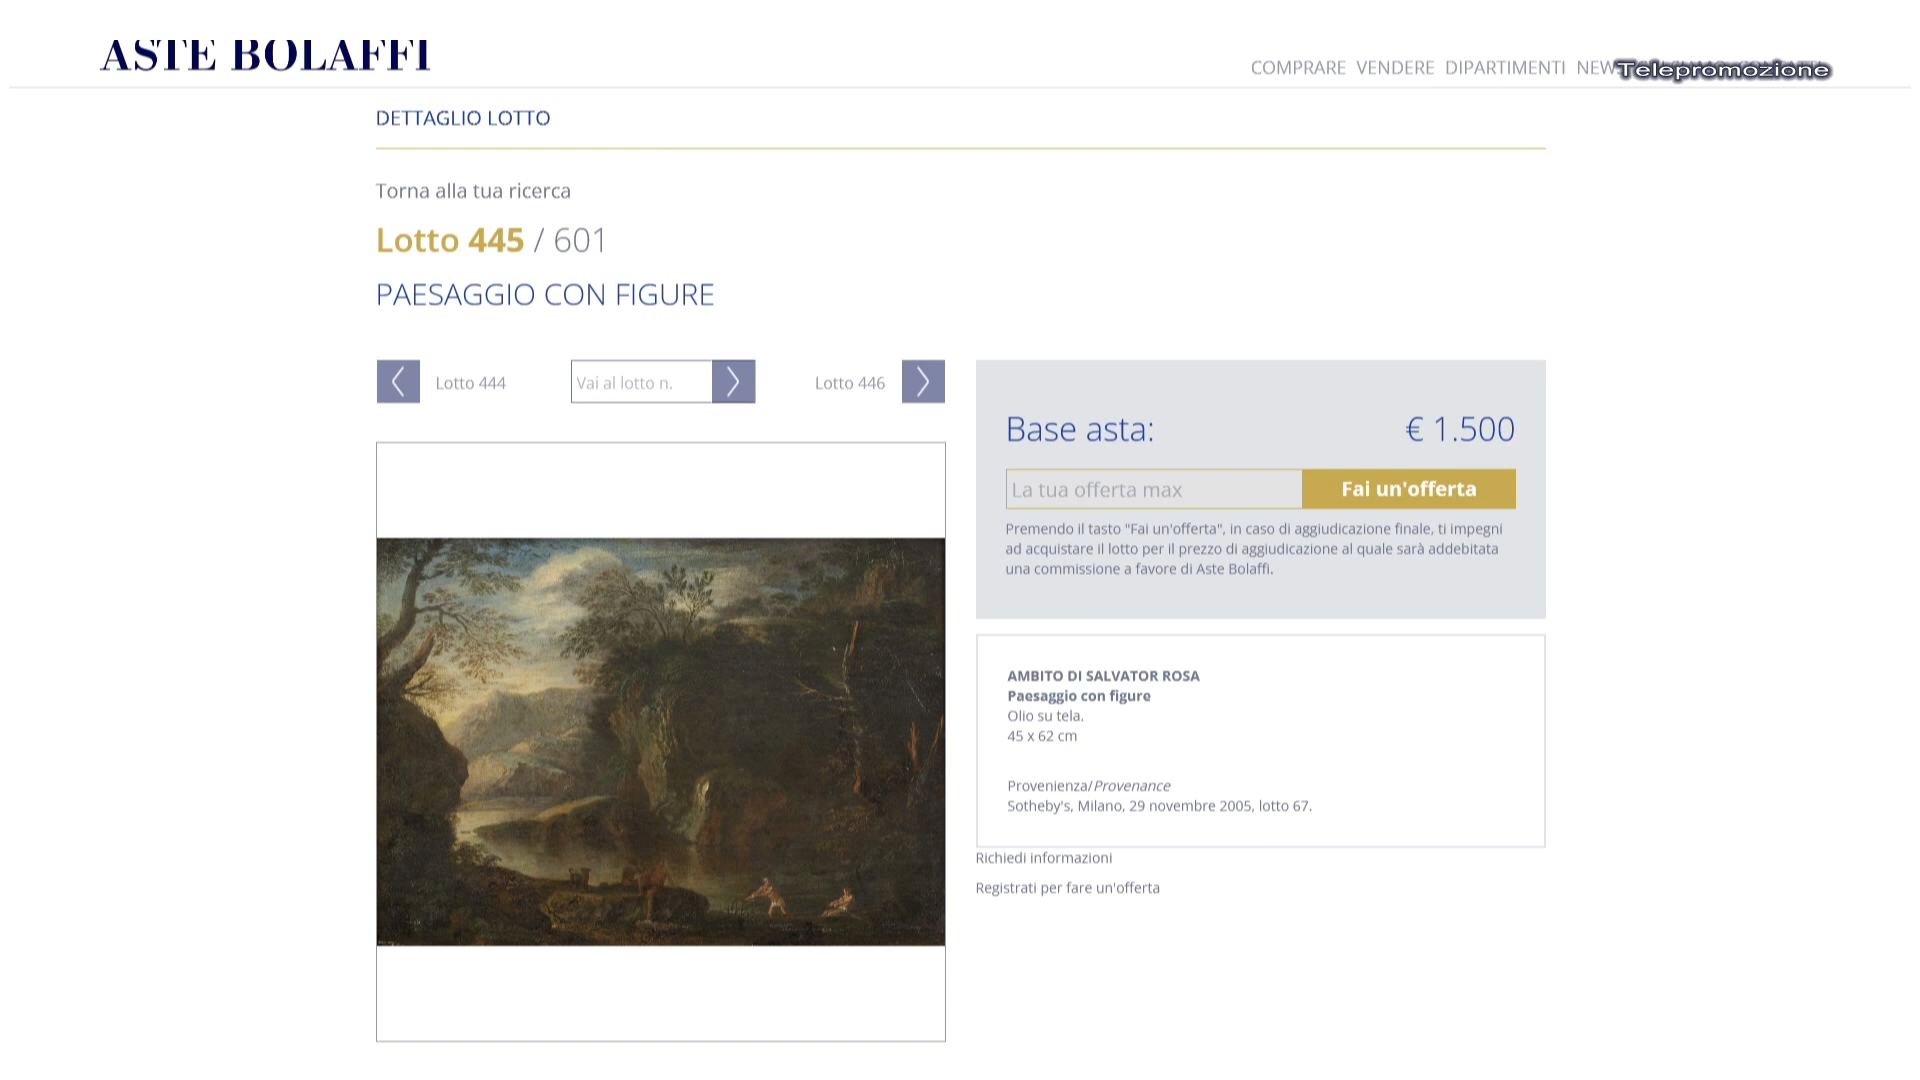 ASTE BOLAFFI
COMPRARE VENDERE DIPARTIMENTI NEW
Telepromozione
DETTAGLIO LOTTO
Torna alla tua ricerca
Lotto 445 / 601
PAESAGGIO CON FIGURE
Lotto 444
Vai al lotto n.
Lotto 446
Base asta: € 1.500
La tua offerta max
Fai un'offerta
Premendo il tasto "Fai un'offerta", in caso di aggiudicazione finale, ti impegni
ad acquistare il lotto per il prezzo di aggiudicazione al quale sarà addebitata
una commissione a favore di Aste Bolaffi.
AMBITO DI SALVATOR ROSA
Paesaggio con figure
Olio su tela.
45 x 62 cm
Provenienza/Provenance
Sotheby's, Milano, 29 novembre 2005, lotto 67.
Richiedi informazioni
Registrati per fare un'offerta